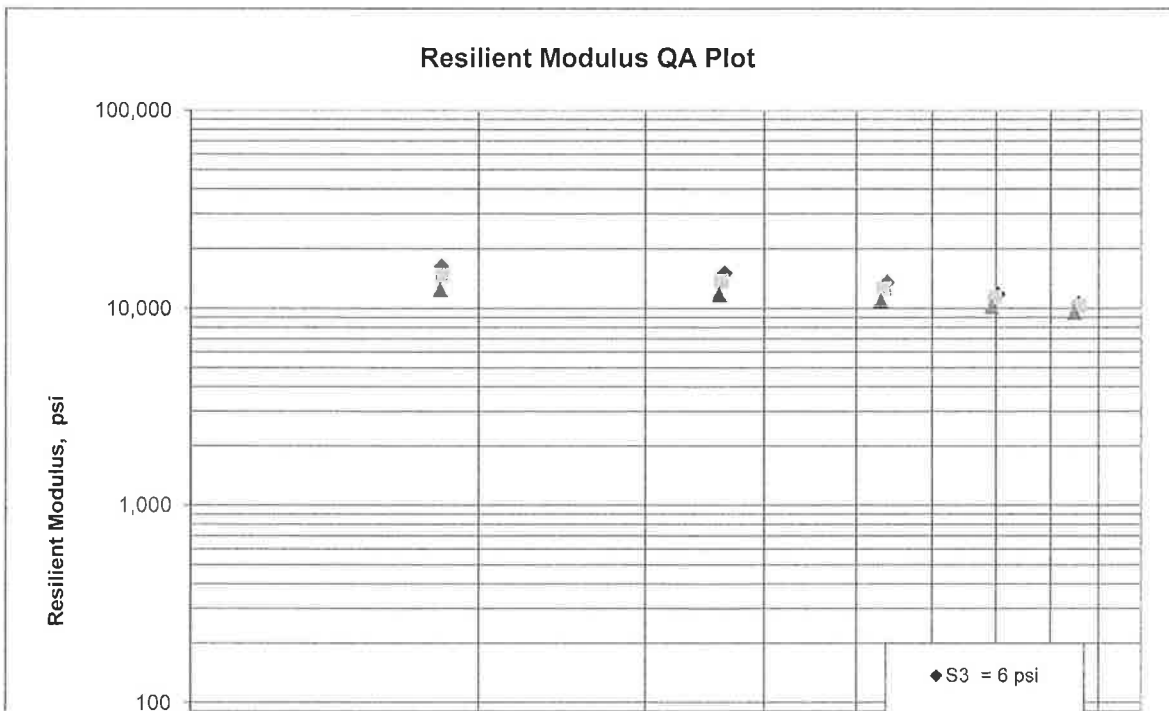 Resilient Modulus QA Plot
100,000
10,000
1,000
100
Resilient Modulus, psi
S3 = 6 psi